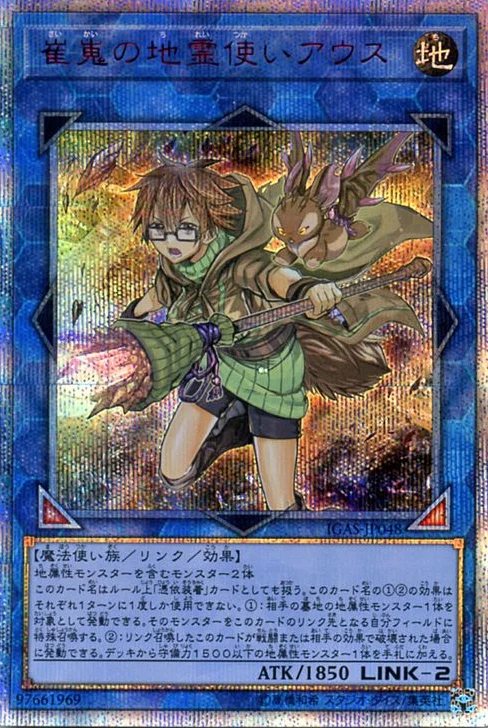 崔嵬の地霊使いアウス
地
IGAS-JP048
【魔法使い族／リンク／効果】
地属性モンスターを含むモンスター2体
このカード名はルール上「憑依装着」カードとしても扱う。このカード名の①②の効果は
それぞれ1ターンに1度しか使用できない。①：相手の墓地の地属性モンスター1体を
対象として発動できる。そのモンスターをこのカードのリンク先となる自分フィールドに
特殊召喚する。②：リンク召喚したこのカードが戦闘または相手の効果で破壊された場合
に発動できる。デッキから守備力1500以下の地属性モンスター1体を手札に加える。
ATK/1850 LINK-2
97661969
©高橋和希 スタジオ・ダイス/集英社